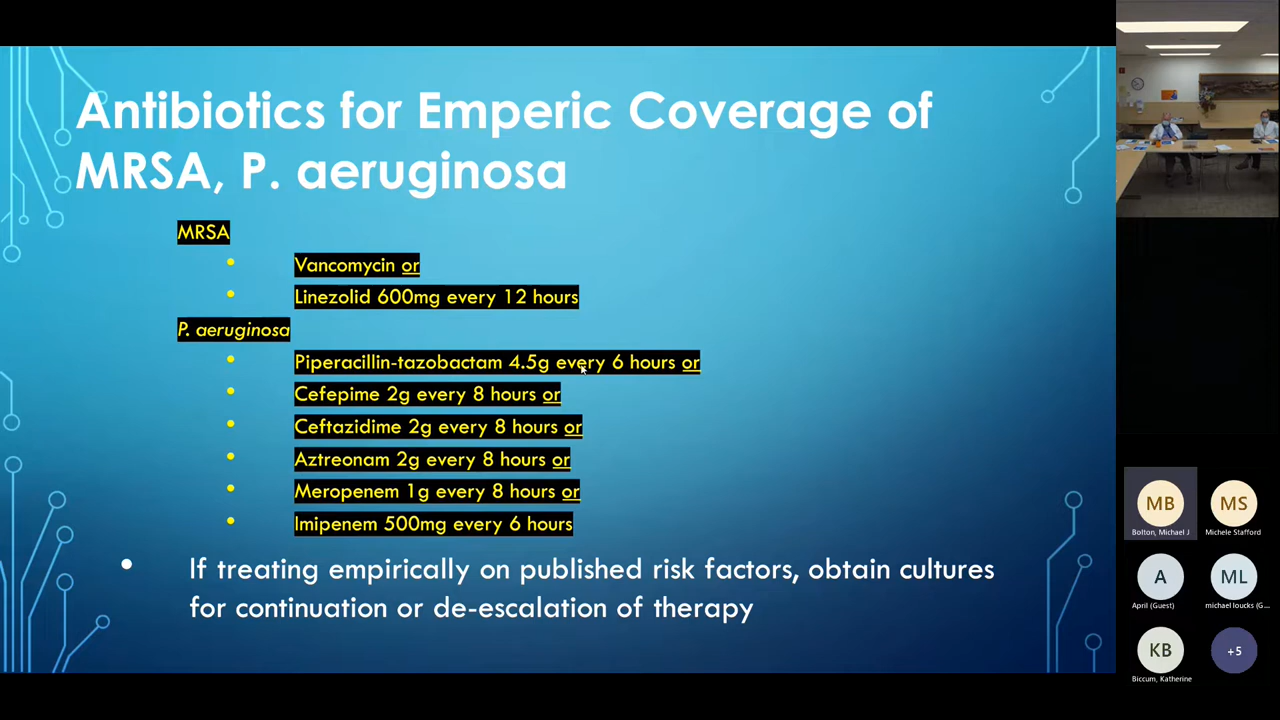 Antibiotics for Emperic Coverage of
MRSA, P. aeruginosa
MRSA
• Vancomycin or
• Linezolid 600mg every 12 hours
P. aeruginosa
• Piperacillin-tazobactam 4.5g every 6 hours or
• Cefepime 2g every 8 hours or
• Ceftazidime 2g every 8 hours or
• Aztreonam 2g every 8 hours or
• Meropenem 1g every 8 hours or
• Imipenem 500mg every 6 hours
• If treating empirically on published risk factors, obtain cultures
for continuation or de-escalation of therapy
MB
Bolton, Michael J
MS
Michele Stafford
A
April (Guest)
ML
michael loucks (G...
KB
Biccum, Katherine
+5